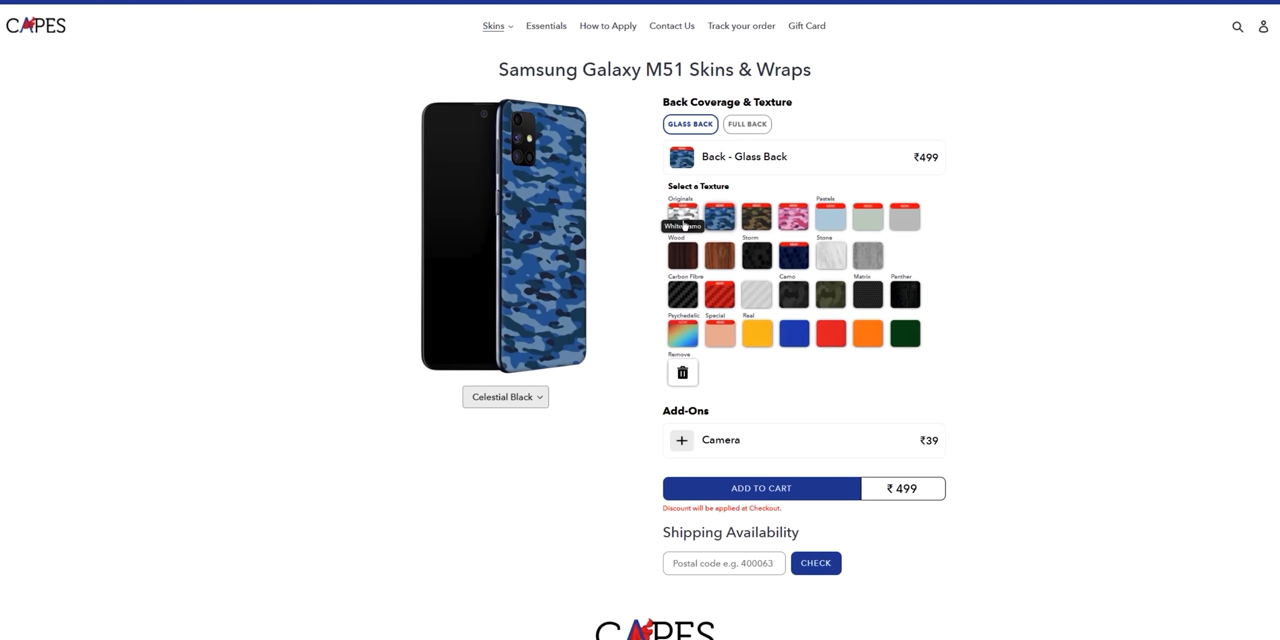 CAPES
Skins
Essentials
How to Apply
Contact Us
Track your order
Gift Card
Samsung Galaxy M51 Skins & Wraps
Back Coverage & Texture
GLASS BACK
FULL BACK
Back - Glass Back
₹499
Select a Texture
Originals
Pastels
Wood
Storm
Stone
Carbon Fibre
Camo
Matrix
Panther
Psychedelic
Special
Real
Remove
Celestial Black
Add-Ons
Camera
₹39
ADD TO CART
₹ 499
Discount will be applied at Checkout.
Shipping Availability
Postal code e.g. 400063
CHECK
CAPES